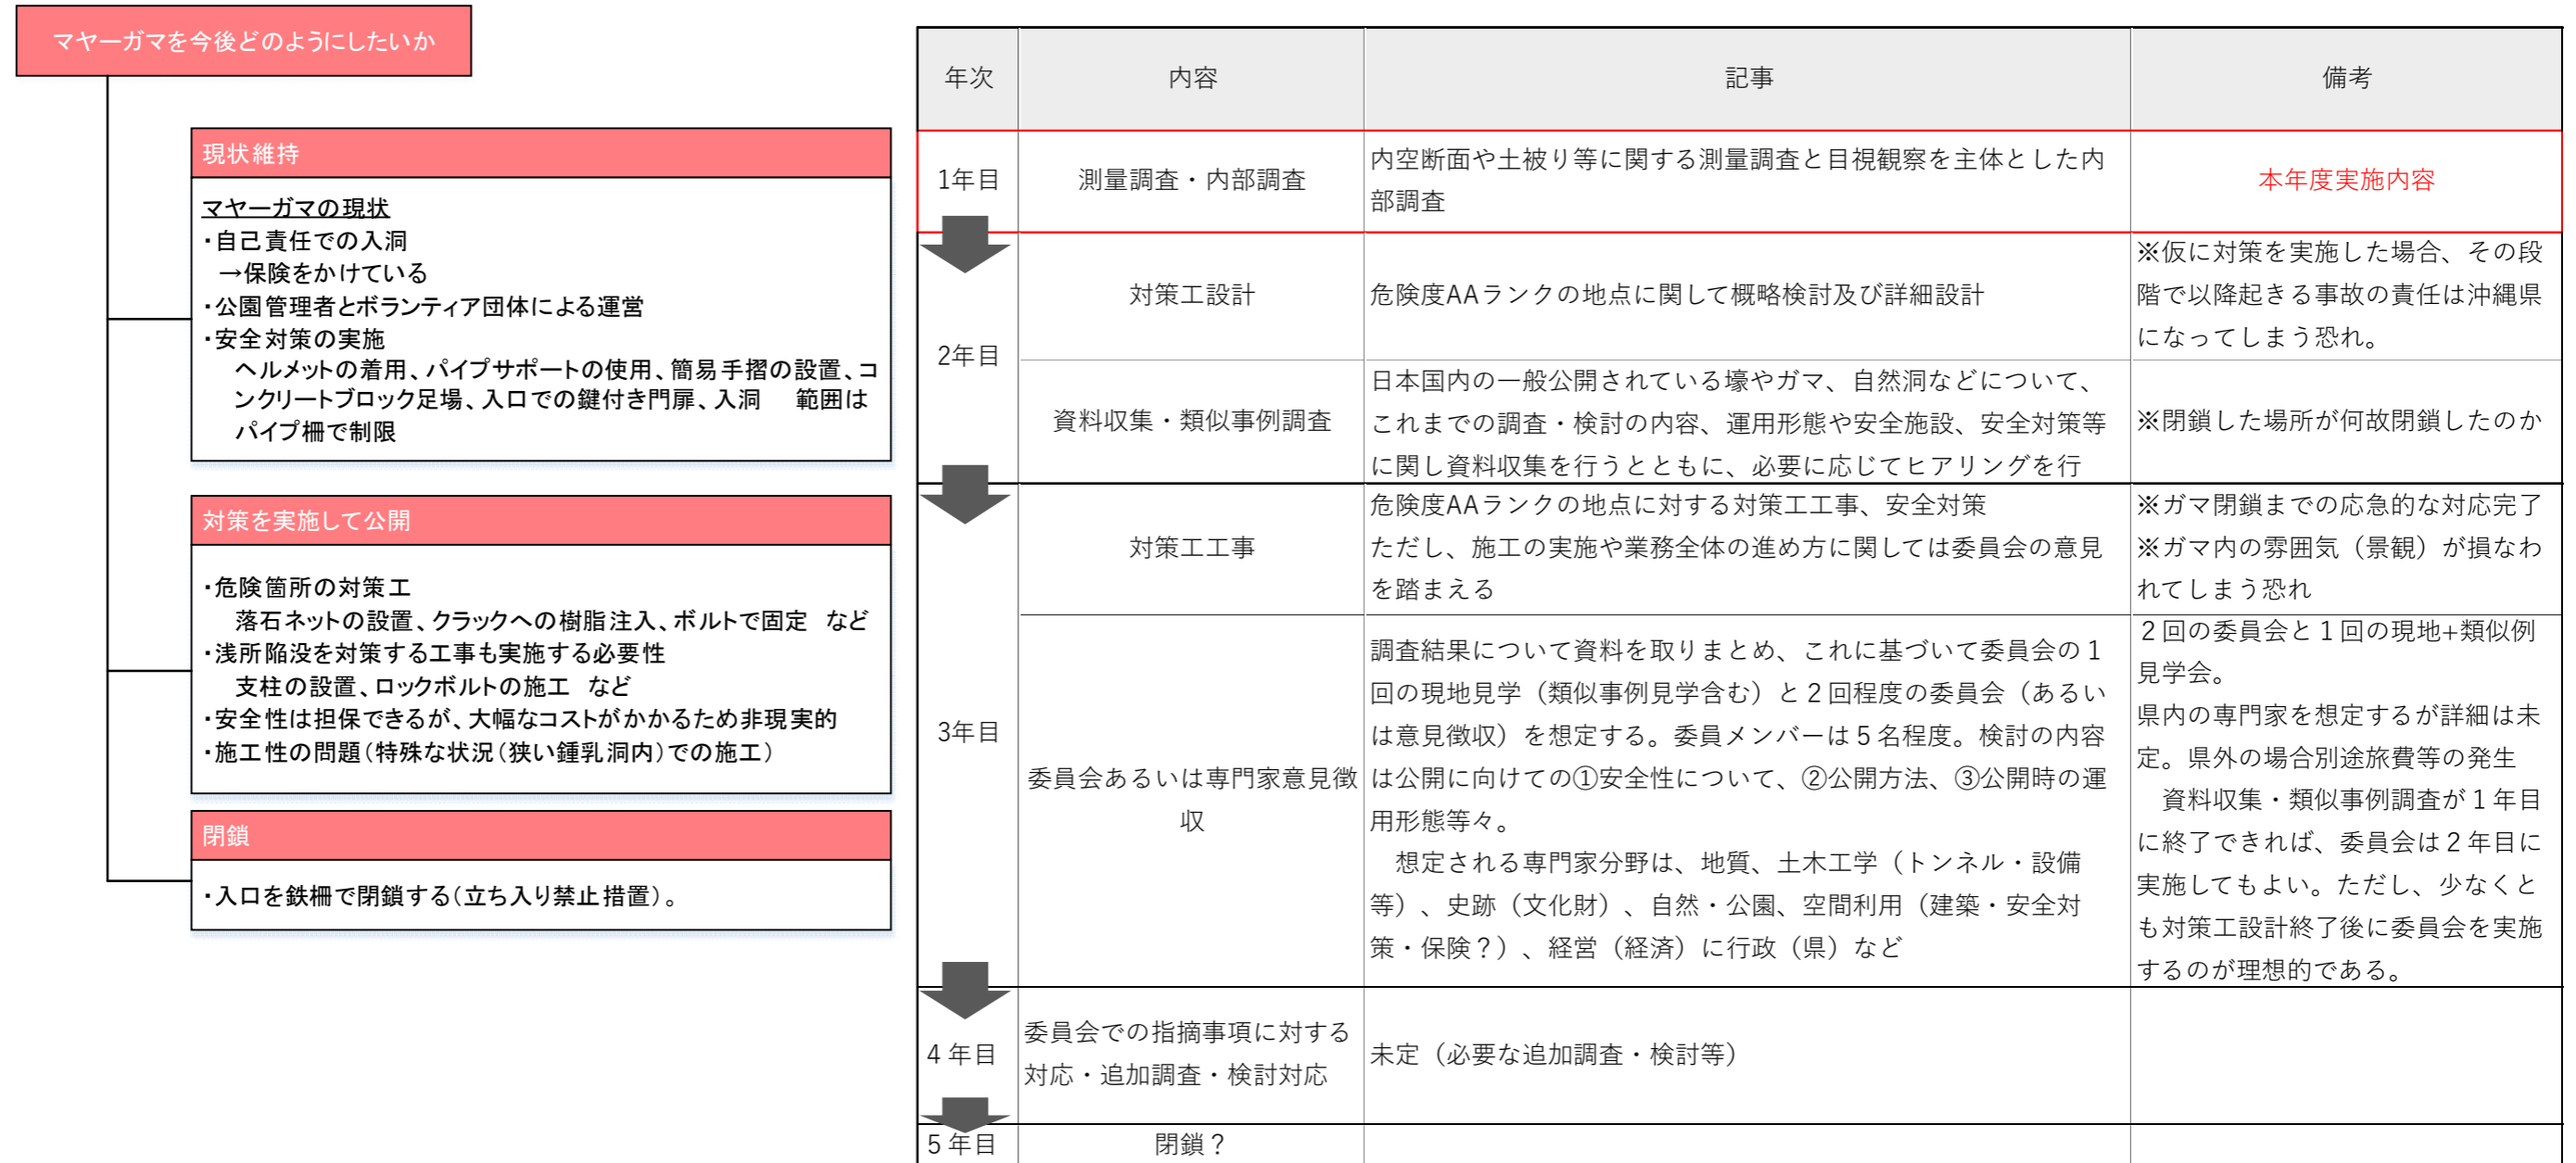 マヤーガマを今後どのようにしたいか
現状維持
マヤーガマの現状
・自己責任での入洞
→保険をかけている
・公園管理者とボランティア団体による運営
・安全対策の実施
ヘルメットの着用、パイプサポートの使用、簡易手摺の設置、コ
ンクリートブロック足場、入口での鍵付き門扉、入洞　範囲は
パイプ柵で制限
対策を実施して公開
・危険箇所の対策工
落石ネットの設置、クラックへの樹脂注入、ボルトで固定　など
・浅所陥没を対策する工事も実施する必要性
支柱の設置、ロックボルトの施工　など
・安全性は担保できるが、大幅なコストがかかるため非現実的
・施工性の問題（特殊な状況（狭い鍾乳洞内）での施工）
閉鎖
・入口を鉄柵で閉鎖する（立ち入り禁止措置）。
年次
内容
記事
備考
1年目
測量調査・内部調査
内空断面や土被り等に関する測量調査と目視観察を主体とした内
部調査
本年度実施内容
2年目
対策工設計
危険度AAランクの地点に関して概略検討及び詳細設計
※仮に対策を実施した場合、その段
階で以降起きる事故の責任は沖縄県
になってしまう恐れ。
資料収集・類似事例調査
日本国内の一般公開されている壕やガマ、自然洞などについて、
これまでの調査・検討の内容、運用形態や安全施設、安全対策等
に関し資料収集を行うとともに、必要に応じてヒアリングを行
※閉鎖した場所が何故閉鎖したのか
3年目
対策工工事
危険度AAランクの地点に対する対策工工事、安全対策
ただし、施工の実施や業務全体の進め方に関しては委員会の意見
を踏まえる
※ガマ閉鎖までの応急的な対応完了
※ガマ内の雰囲気（景観）が損なわ
れてしまう恐れ
委員会あるいは専門家意見徴
収
調査結果について資料を取りまとめ、これに基づいて委員会の１
回の現地見学（類似事例見学含む）と２回程度の委員会（あるい
は意見徴収）を想定する。委員メンバーは５名程度。検討の内容
は公開に向けての①安全性について、②公開方法、③公開時の運
用形態等々。
想定される専門家分野は、地質、土木工学（トンネル・設備
等）、史跡（文化財）、自然・公園、空間利用（建築・安全対
策・保険？）、経営（経済）に行政（県）など
２回の委員会と１回の現地+類似例
見学会。
県内の専門家を想定するが詳細は未
定。県外の場合別途旅費等の発生
資料収集・類似事例調査が１年目
に終了できれば、委員会は２年目に
実施してもよい。ただし、少なくと
も対策工設計終了後に委員会を実施
するのが理想的である。
４年目
委員会での指摘事項に対する
対応・追加調査・検討対応
未定（必要な追加調査・検討等）
５年目
閉鎖？